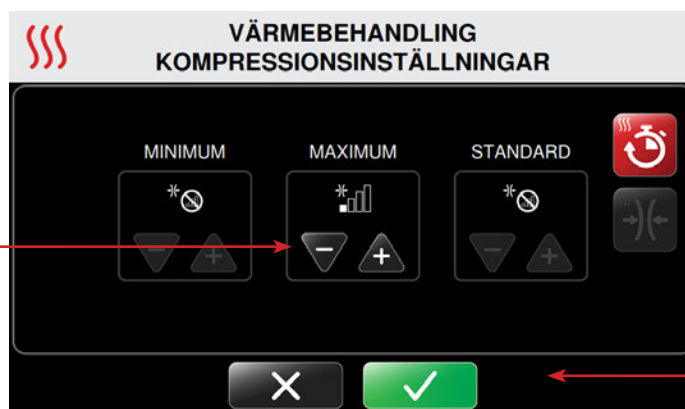 VÄRMEBEHANDLING
KOMPRESSIONSINSTÄLLNINGAR
MINIMUM
MAXIMUM
STANDARD